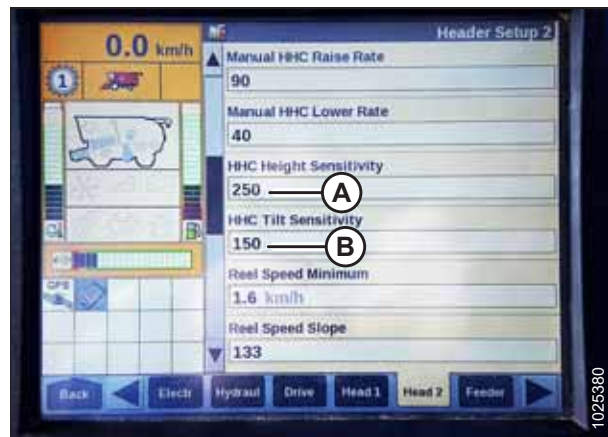 0.0 km/h
Header Setup 2
1
Manual HHC Raise Rate
90
Manual HHC Lower Rate
40
HHC Height Sensitivity
250
A
HHC Tilt Sensitivity
150
B
Reel Speed Minimum
1.6 km/h
Reel Speed Slope
133
GPS
Back
Electr
Hydraul
Drive
Head 1
Head 2
Feeder
1025380